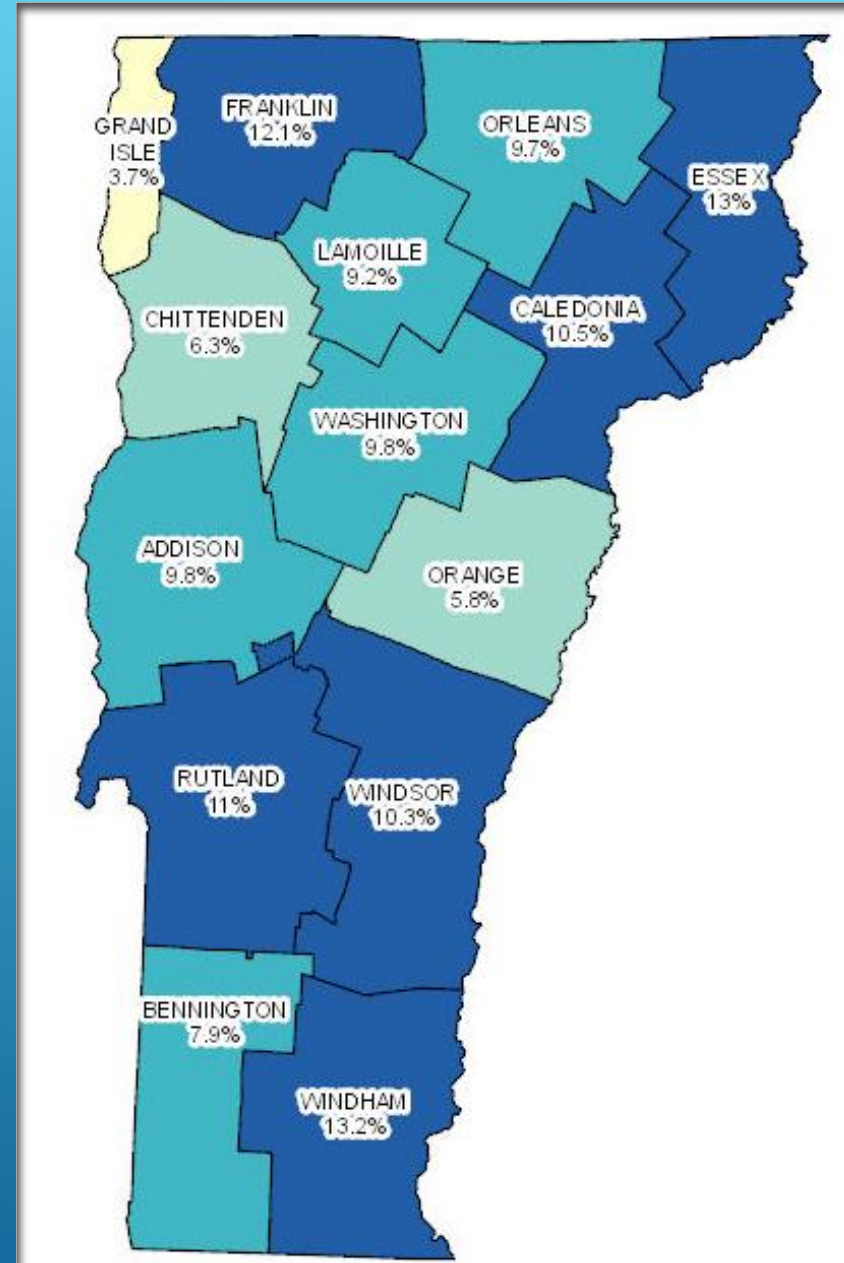 FRANKLIN
12.1%
GRAND
ISLE
3.7%
ORLEANS
9.7%
ESSEX
13%
LAMOILLE
9.2%
CHITTENDEN
6.3%
CALEDONIA
10.5%
WASHINGTON
9.8%
ADDISON
9.8%
ORANGE
5.8%
RUTLAND
11%
WINDSOR
10.3%
BENNINGTON
7.9%
WINDHAM
13.2%